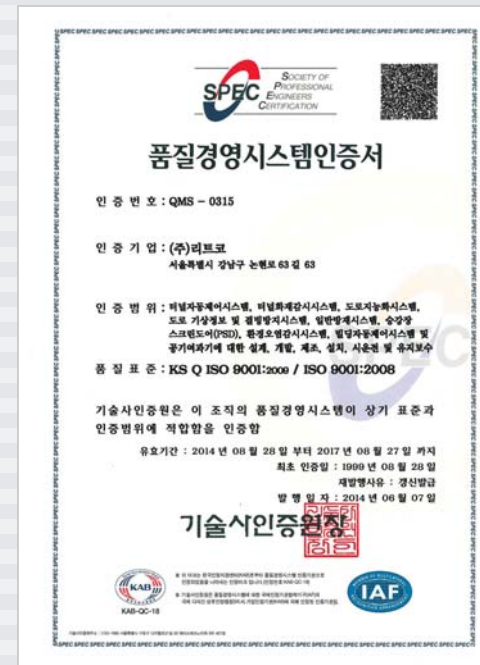 SPEC
SOCIETY OF
PROFESSIONAL
ENGINEERS
CERTIFICATION
품질경영시스템인증서
인 증 번 호 : QMS - 0315
인 증 기 업 : (주)리트코
서울특별시 강남구 논현로 63 길 63
인 증 범 위 : 터널자동제어시스템, 터널화재감시시스템, 도로지능화시스템,
도로 기상정보 및 결빙방지시스템, 일반방재시스템, 승강장
스크린도어(PSD), 환경오염감시시스템, 빌딩자동제어시스템 및
공기여과기에 대한 설계, 개발, 제조, 설치, 시운전 및 유지보수
품 질 표 준 : KS Q ISO 9001:2009 / ISO 9001:2008
기술사인증원은 이 조직의 품질경영시스템이 상기 표준과
인증범위에 적합함을 인증함
유효기간 : 2014 년 08 월 28 일 부터 2017 년 08 월 27 일 까지
최초 인증일 : 1999 년 08 월 28 일
재발행사유 : 갱신발급
발 행 일 자 : 2014 년 06 월 07 일
기술사인증원장
KAB
KAB-QC-18
IAF